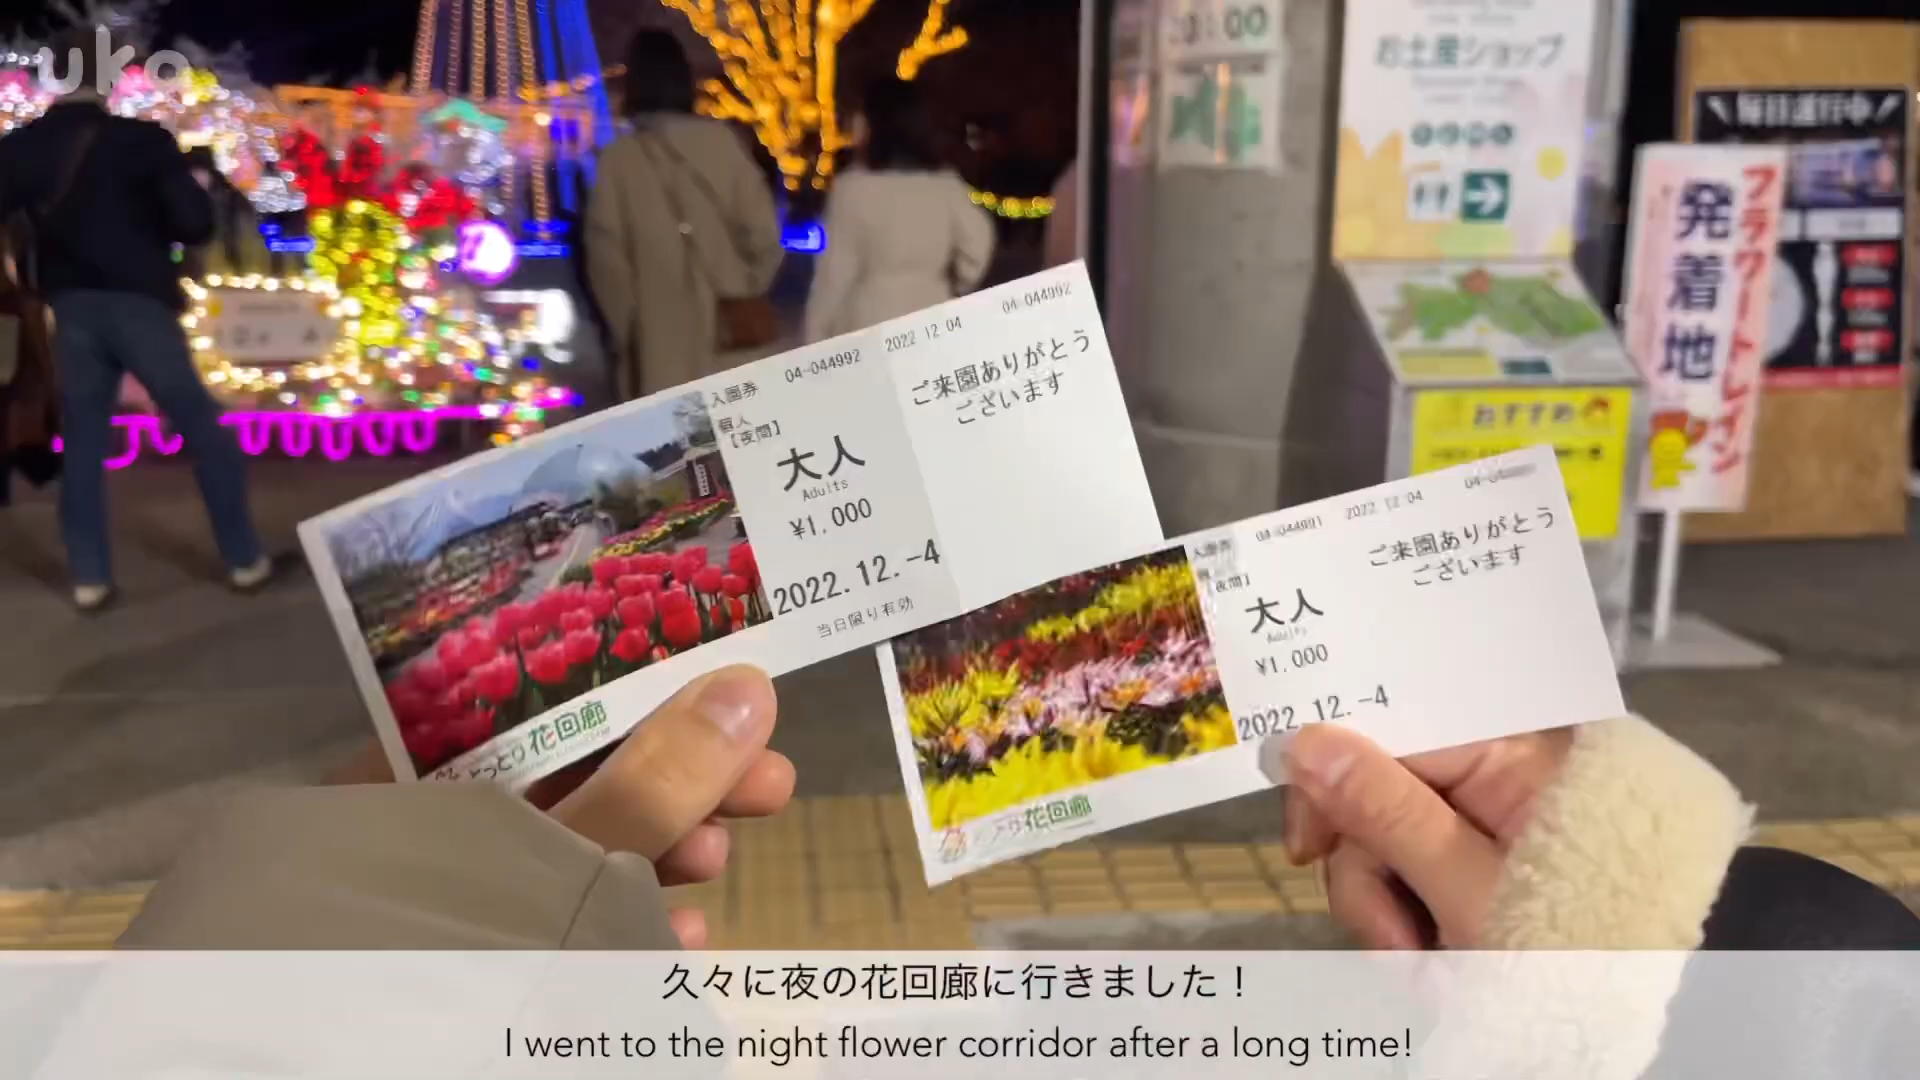 uko
お土産ショップ
毎日運行中
フラワートレイン
発着地
おすすめ
04-044992 2022 12 04 04-044992
入園券
個人
【夜間】
大人
Adults
¥1,000
2022.12.-4
当日限り有効
ご来園ありがとう
ございます
とっとり花回廊
04-044991 2022 12 04
入園券
【夜間】
大人
Adults
¥1,000
2022.12.-4
ご来園ありがとう
ございます
花回廊
久々に夜の花回廊に行きました！
I went to the night flower corridor after a long time!